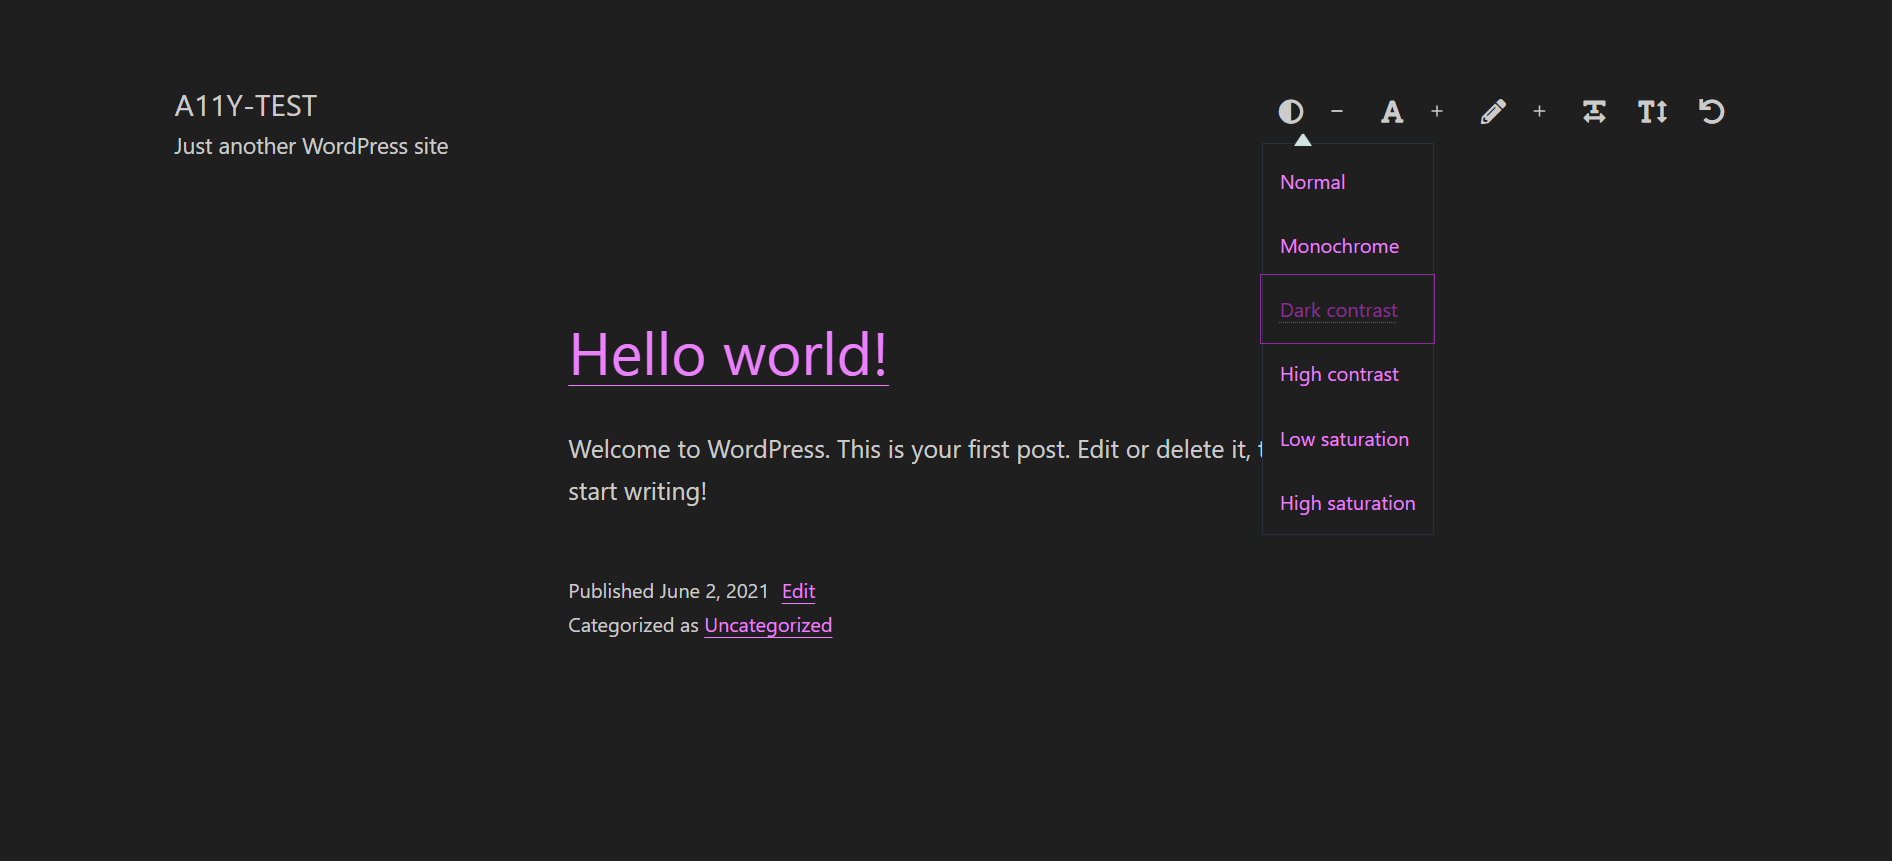 A11Y-TEST
Just another WordPress site
Normal
Monochrome
Dark contrast
High contrast
Low saturation
High saturation
Hello world!
Welcome to WordPress. This is your first post. Edit or delete it,
start writing!
Published June 2, 2021 Edit
Categorized as Uncategorized